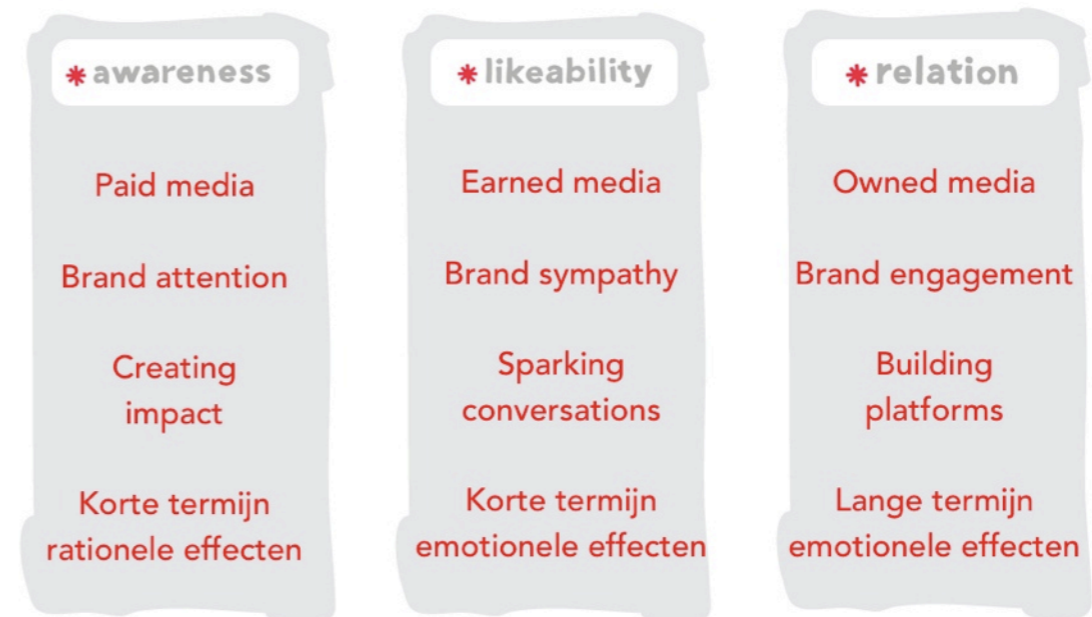 * awareness
Paid media
Brand attention
Creating
impact
Korte termijn
rationele effecten
* likeability
Earned media
Brand sympathy
Sparking
conversations
Korte termijn
emotionele effecten
* relation
Owned media
Brand engagement
Building
platforms
Lange termijn
emotionele effecten